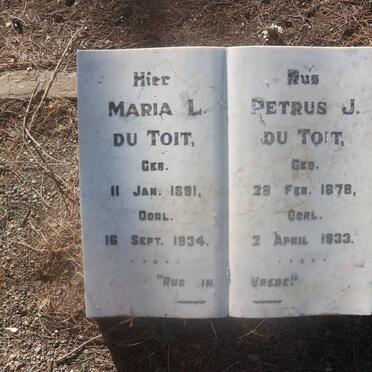 Hier
MARIA L.
DU TOIT,
GEB.
11 JAN. 1891,
OORL.
16 SEPT. 1934.
"RUS IN
Rus
PETRUS J.
DU TOIT,
GEB.
28 FEB. 1878,
OORL.
2 APRIL 1933.
VREDE."